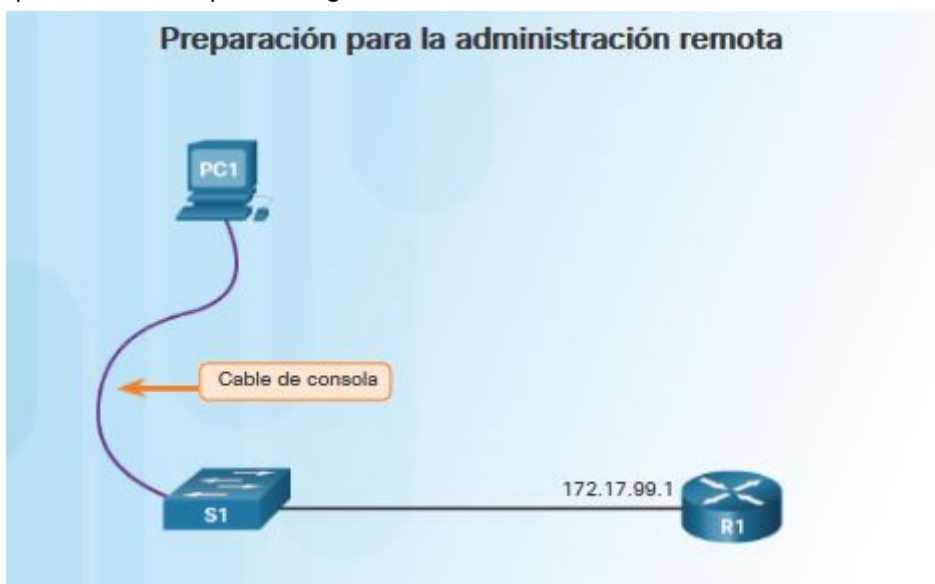 Preparación para la administración remota
PC1
Cable de consola
172.17.99.1
S1
R1